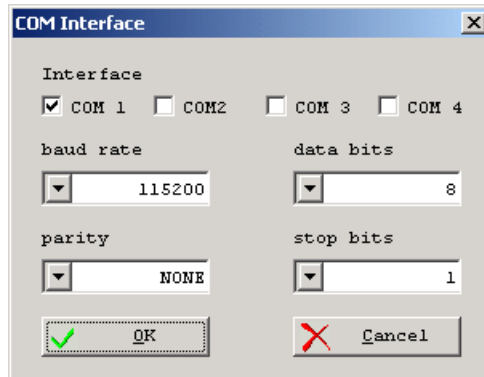 COM Interface
Interface
COM 1 COM2 COM 3 COM 4
baud rate data bits
115200 8
parity stop bits
NONE 1
OK Cancel